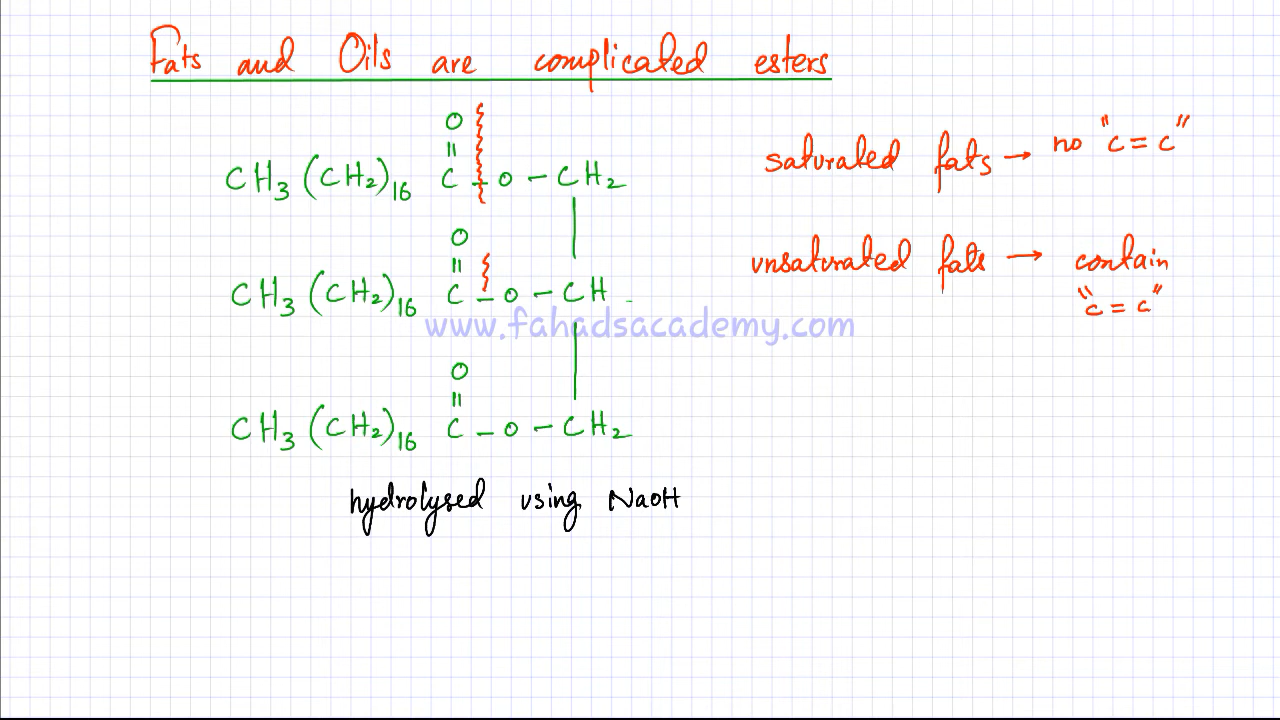 Fats and Oils are complicated esters
O
||
CH₃(CH₂)₁₆ C - O - CH₂
O
||
CH₃(CH₂)₁₆ C - O - CH -
www.fahadsacademy.com
O
||
CH₃(CH₂)₁₆ C - O - CH₂
hydrolysed using NaOH
saturated fats → no "C=C"
unsaturated fats → contain
"C=C"